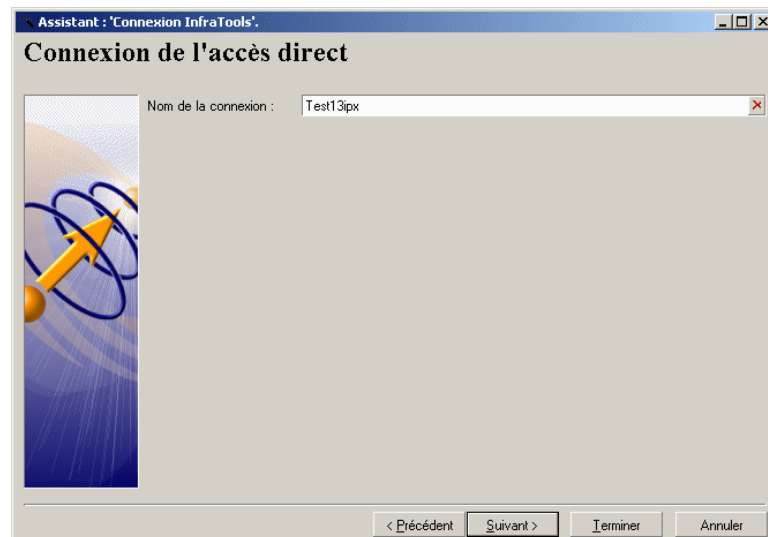 Assistant : 'Connexion InfraTools'.
Connexion de l'accès direct
Nom de la connexion : Test13ipx
< Précédent Suivant > Terminer Annuler